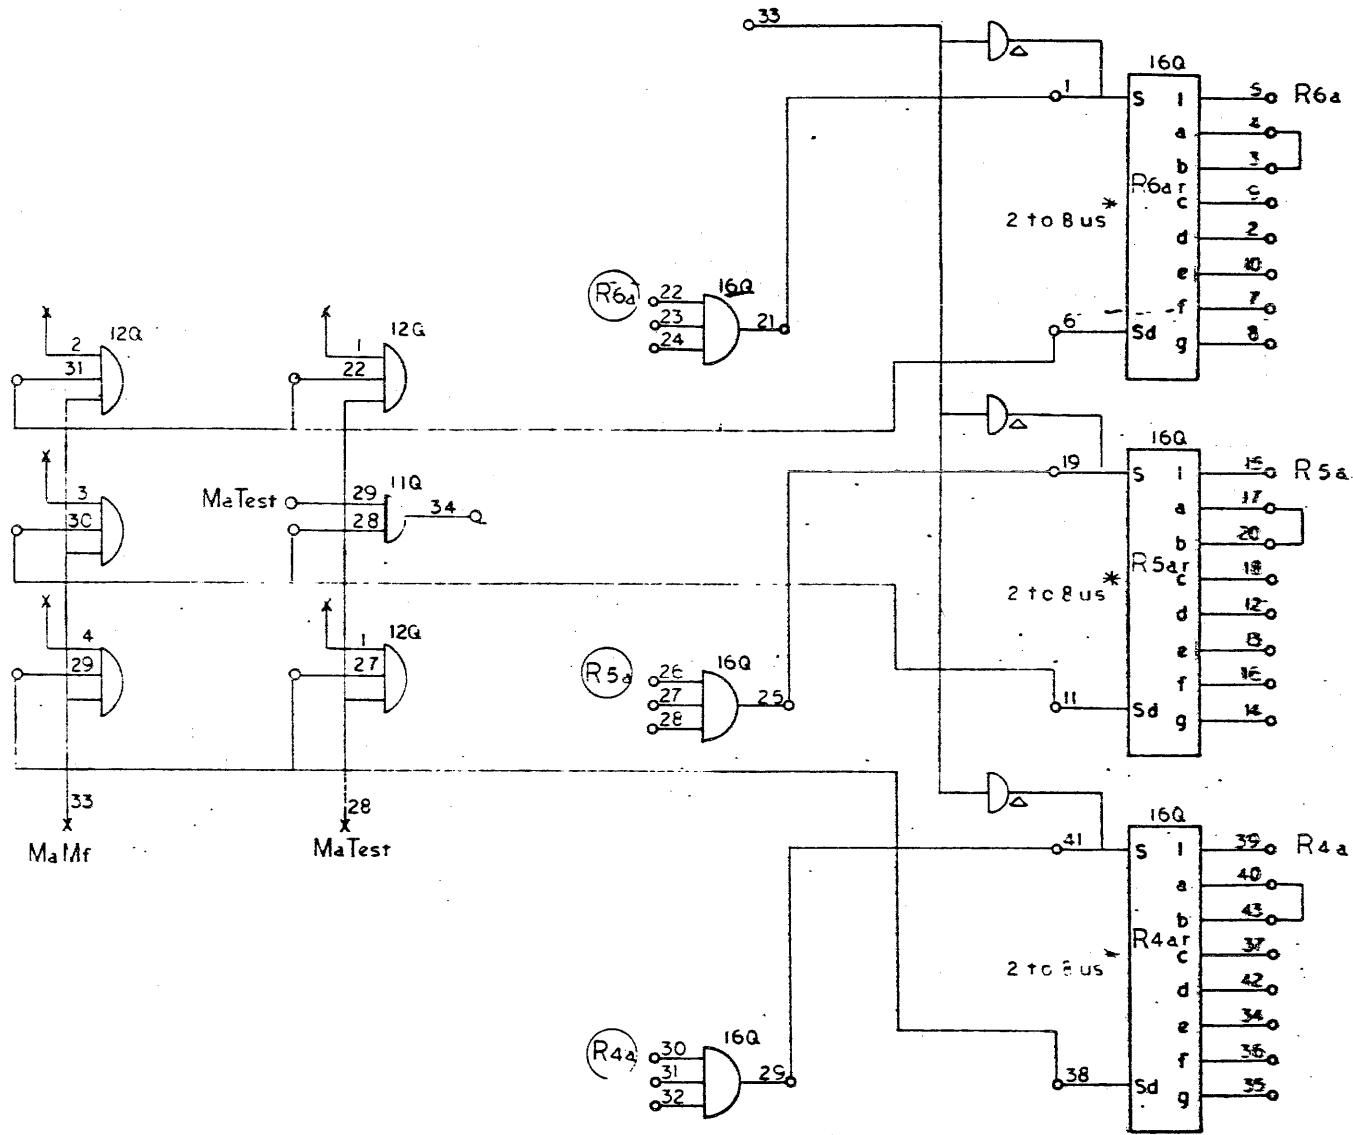 33
16Q
1
S 1 5 R6a
a 4
b 3
R6ar
c
2 to 8us *
d 2
e 10
f 7
6 Sd
g 8
R6a 22 16Q
23 21
24
2 12Q
31
1 12Q
22
16Q
19
S 1 15 R5a
a 17
b 20
R5ar
c 18
2 to 8us *
d 12
e 13
f 16
11 Sd
g 14
3
30
MaTest 29 11Q
28 34
R5a 26 16Q
27 25
28
4
29
1 12Q
27
33
MaMf
28
MaTest
16Q
41
S 1 39 R4a
a 40
b 43
R4ar
c 37
2 to 8us *
d 42
e 34
f 36
38 Sd
g 35
R4a 30 16Q
31 29
32